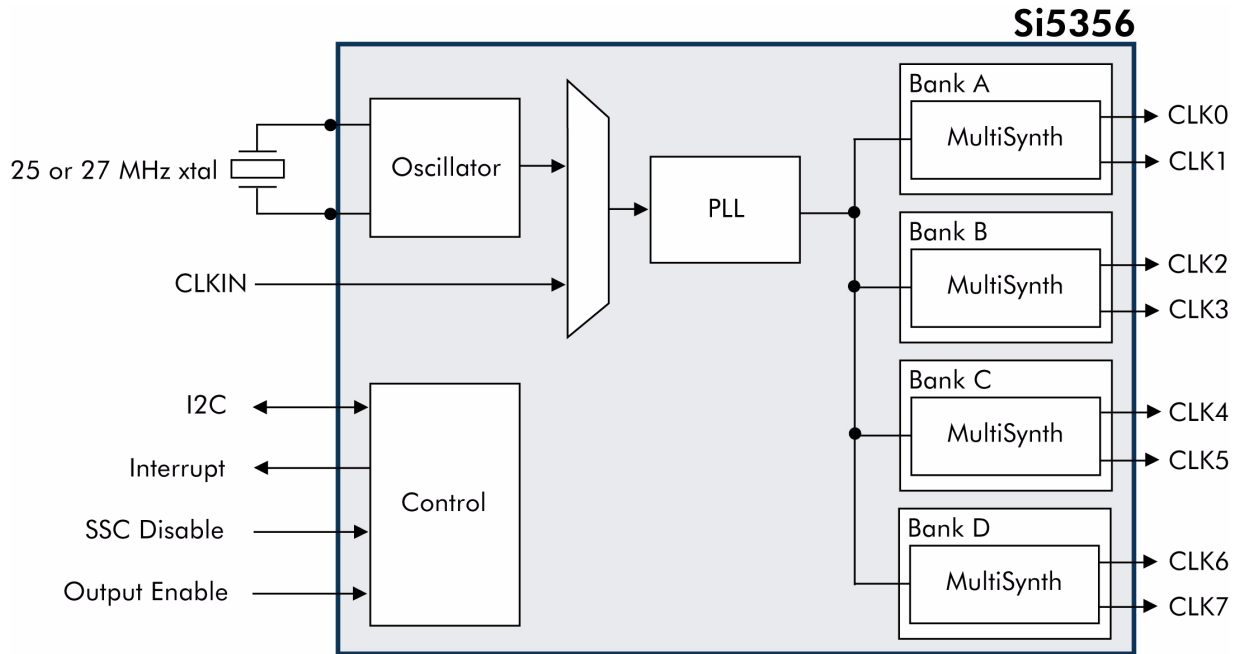 Si5356
25 or 27 MHz xtal
Oscillator
CLKIN
PLL
Bank A
MultiSynth
CLK0
CLK1
Bank B
MultiSynth
CLK2
CLK3
Bank C
MultiSynth
CLK4
CLK5
Bank D
MultiSynth
CLK6
CLK7
I2C
Interrupt
SSC Disable
Output Enable
Control